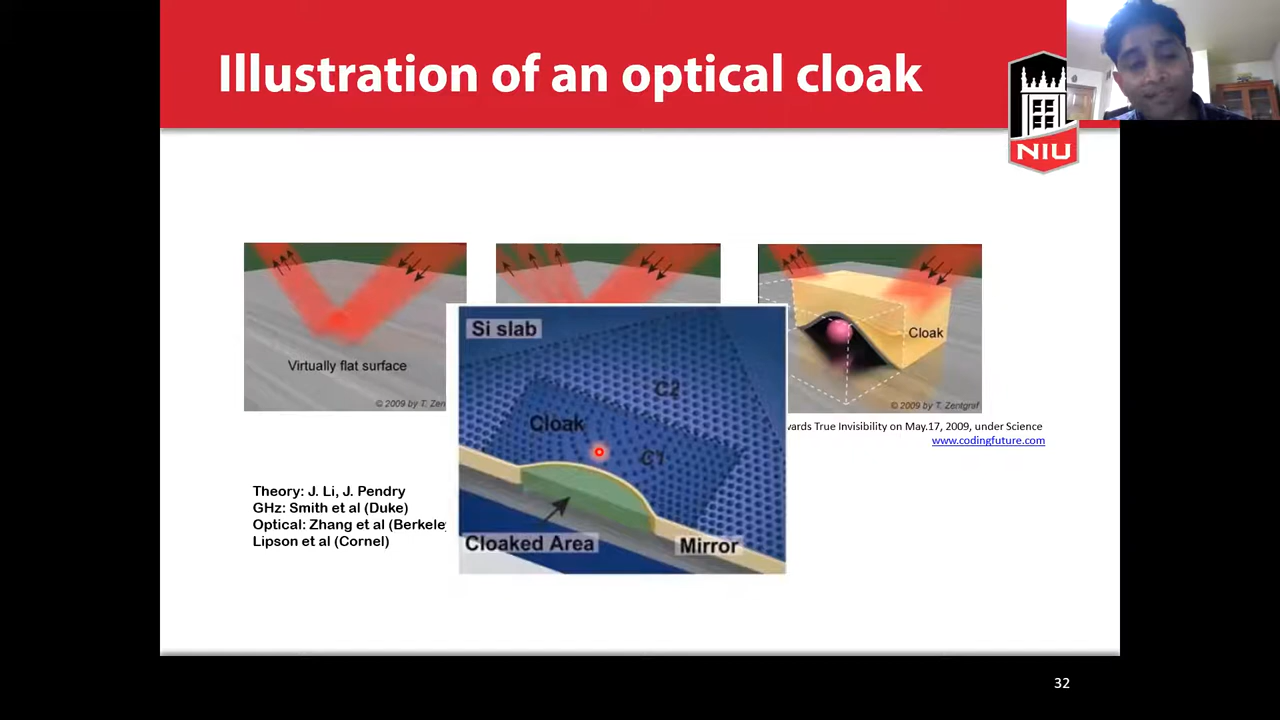 Illustration of an optical cloak
NIU
Virtually flat surface
© 2009 by T. Zen
Cloak
© 2009 by T. Zentgraf
Si slab
C2
Cloak
C1
Cloaked Area
Mirror
wards True Invisibility on May.17, 2009, under Science
www.codingfuture.com
Theory: J. Li, J. Pendry
GHz: Smith et al (Duke)
Optical: Zhang et al (Berkele
Lipson et al (Cornel)
32